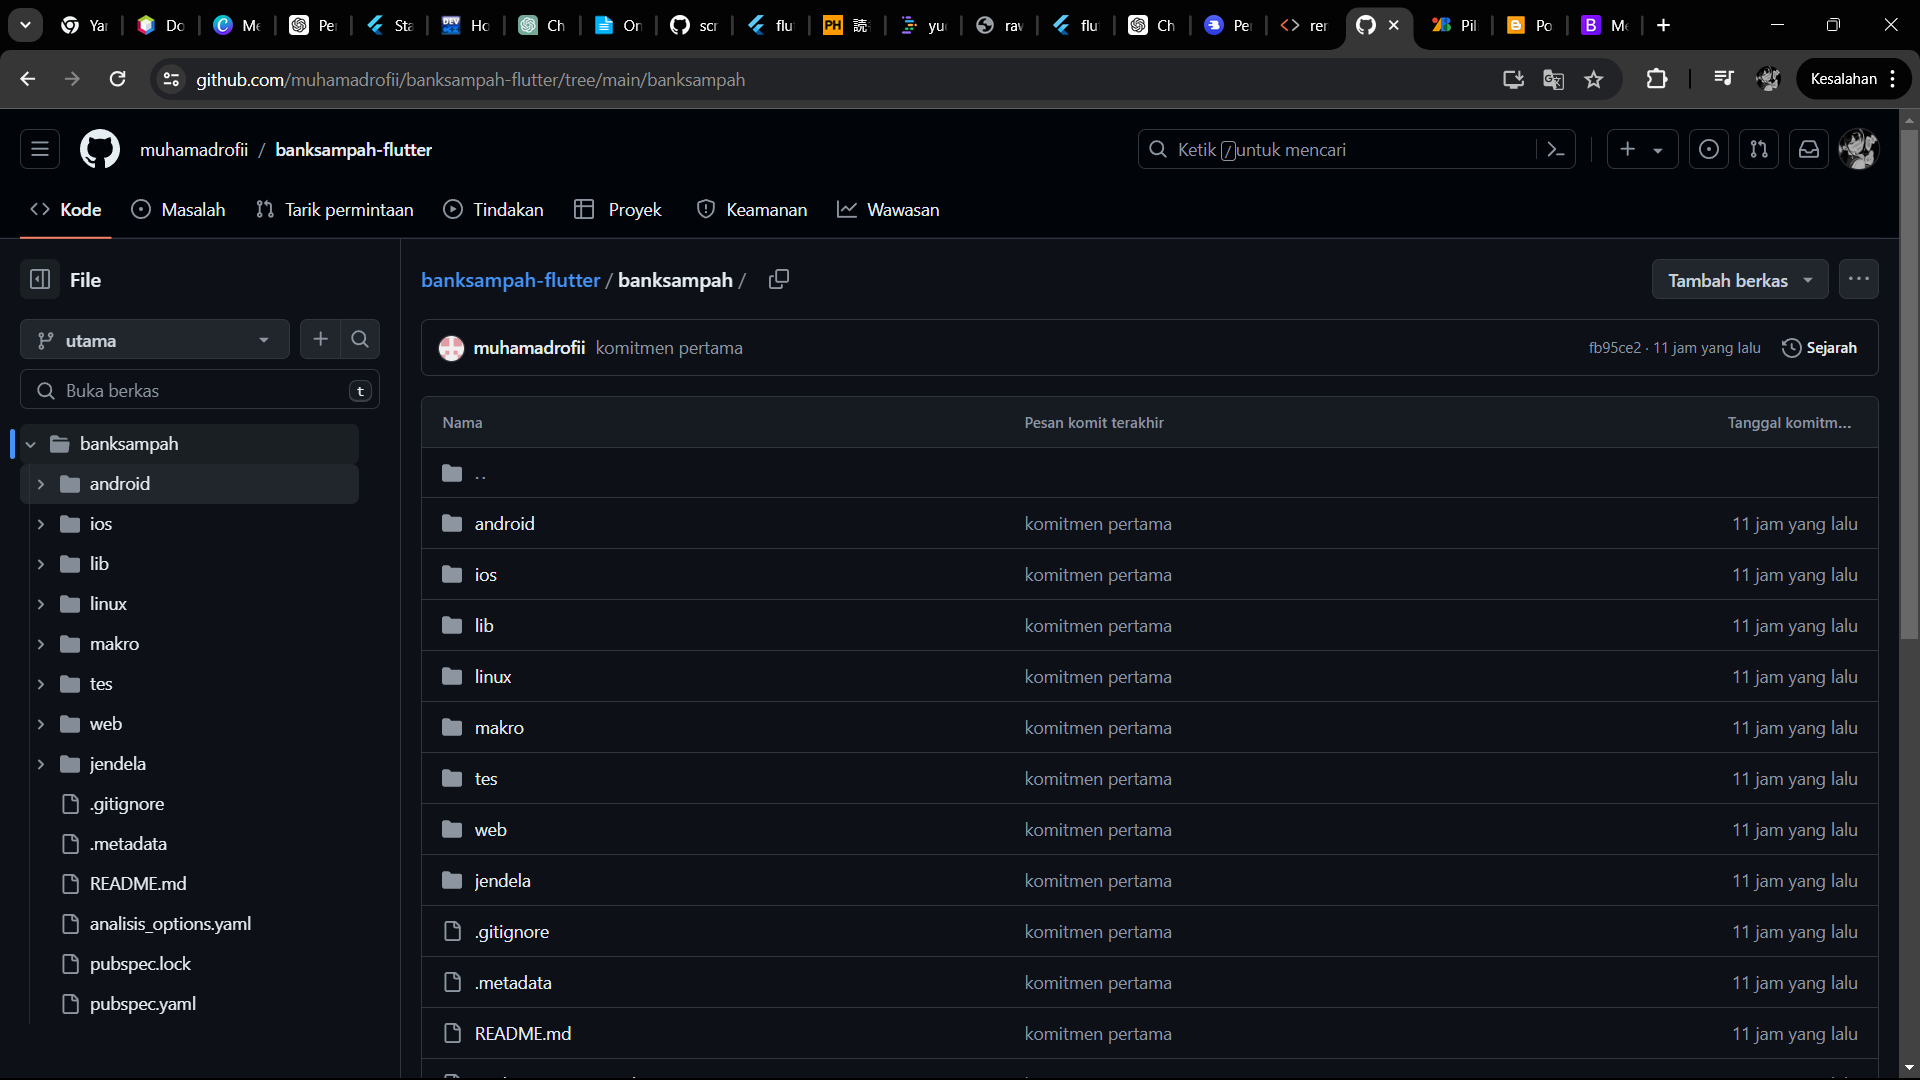 Yar
Do
Me
Pe
Sta
Ho
Ch
On
scr
flut
読
yu
rav
flut
Ch
Pe
rer
Pil
Po
Me
github.com/muhamadrofii/banksampah-flutter/tree/main/banksampah
Kesalahan
muhamadrofii / banksampah-flutter
Ketik / untuk mencari
Kode
Masalah
Tarik permintaan
Tindakan
Proyek
Keamanan
Wawasan
File
utama
Buka berkas
t
banksampah
android
ios
lib
linux
makro
tes
web
jendela
.gitignore
.metadata
README.md
analisis_options.yaml
pubspec.lock
pubspec.yaml
banksampah-flutter / banksampah /
Tambah berkas
muhamadrofii komitmen pertama
fb95ce2 · 11 jam yang lalu
Sejarah
Nama Pesan komit terakhir Tanggal komitm...
..
android komitmen pertama 11 jam yang lalu
ios komitmen pertama 11 jam yang lalu
lib komitmen pertama 11 jam yang lalu
linux komitmen pertama 11 jam yang lalu
makro komitmen pertama 11 jam yang lalu
tes komitmen pertama 11 jam yang lalu
web komitmen pertama 11 jam yang lalu
jendela komitmen pertama 11 jam yang lalu
.gitignore komitmen pertama 11 jam yang lalu
.metadata komitmen pertama 11 jam yang lalu
README.md komitmen pertama 11 jam yang lalu